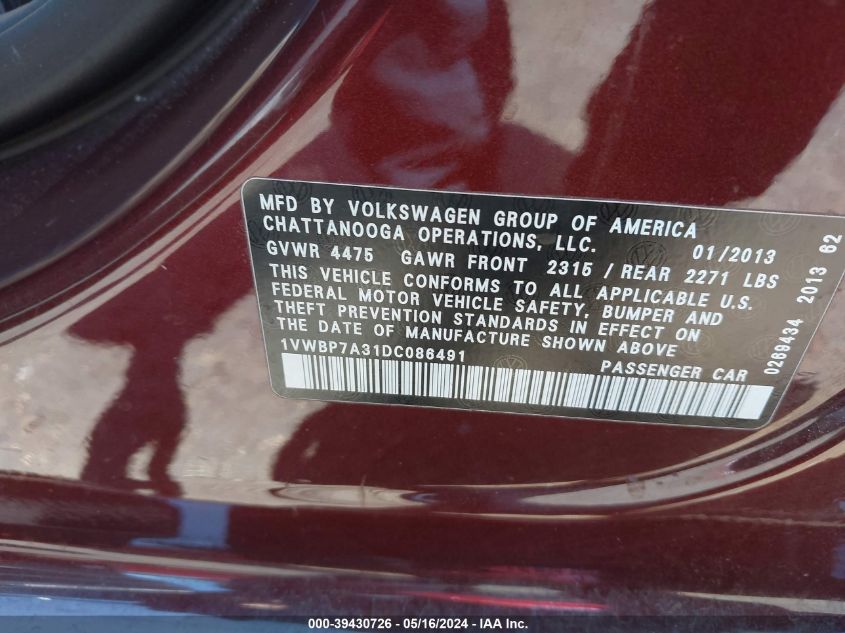 MFD BY VOLKSWAGEN GROUP OF AMERICA
CHATTANOOGA OPERATIONS, LLC.
01/2013
GVWR 4475 GAWR FRONT 2315 / REAR 2271 LBS
THIS VEHICLE CONFORMS TO ALL APPLICABLE U.S.
FEDERAL MOTOR VEHICLE SAFETY, BUMPER AND
THEFT PREVENTION STANDARDS IN EFFECT ON
THE DATE OF MANUFACTURE SHOWN ABOVE
1VWBP7A31DC086491
PASSENGER CAR
0269434 2013 62
000-39430726 - 05/16/2024 - IAA Inc.